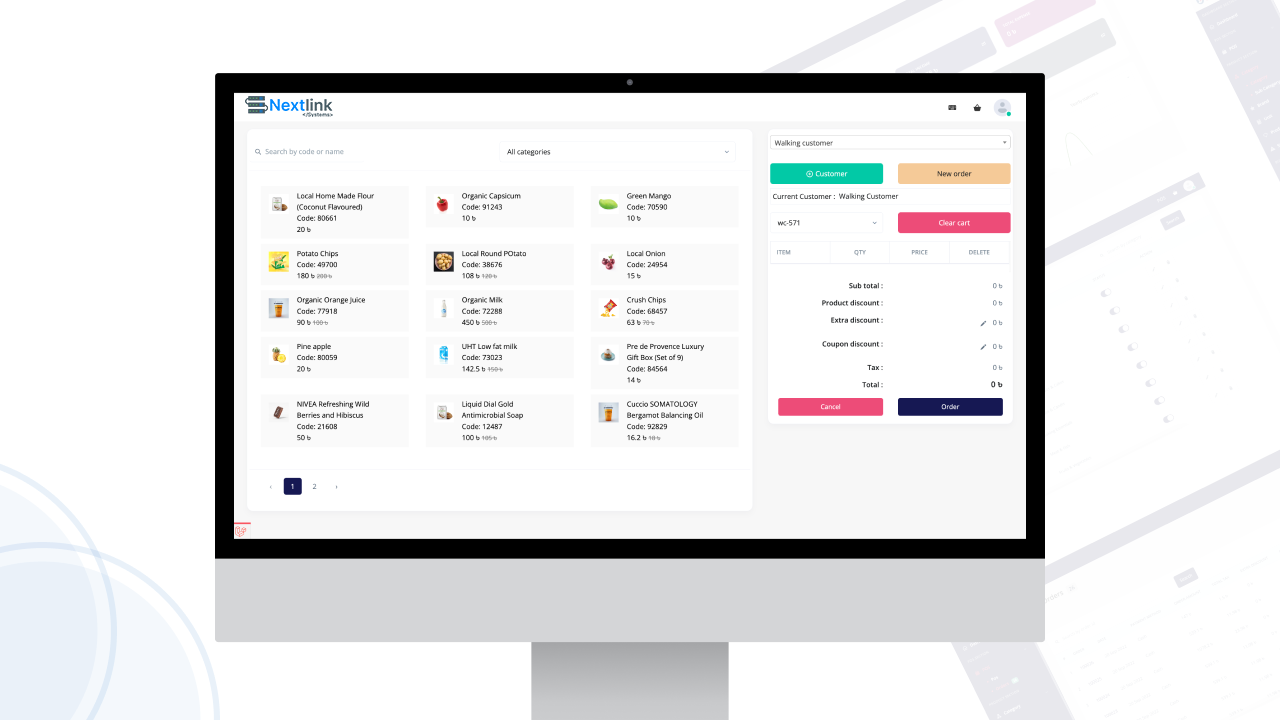 Nextlink
</Systems>
Search by code or name
All categories
Local Home Made Flour
(Coconut Flavoured)
Code: 80661
20 ৳
Organic Capsicum
Code: 91243
10 ৳
Green Mango
Code: 70590
10 ৳
Potato Chips
Code: 49700
180 ৳ 200 ৳
Local Round POtato
Code: 38676
108 ৳ 120 ৳
Local Onion
Code: 24954
15 ৳
Organic Orange Juice
Code: 77918
90 ৳ 100 ৳
Organic Milk
Code: 72288
450 ৳ 500 ৳
Crush Chips
Code: 68457
63 ৳ 70 ৳
Pine apple
Code: 80059
20 ৳
UHT Low fat milk
Code: 73023
142.5 ৳ 150 ৳
Pre de Provence Luxury
Gift Box (Set of 9)
Code: 84564
14 ৳
NIVEA Refreshing Wild
Berries and Hibiscus
Code: 21608
50 ৳
Liquid Dial Gold
Antimicrobial Soap
Code: 12487
100 ৳ 105 ৳
Cuccio SOMATOLOGY
Bergamot Balancing Oil
Code: 92829
16.2 ৳ 18 ৳
‹ 1 2 ›
Walking customer
Customer
New order
Current Customer : Walking Customer
wc-571
Clear cart
ITEM QTY PRICE DELETE
Sub total : 0 ৳
Product discount : 0 ৳
Extra discount : 0 ৳
Coupon discount : 0 ৳
Tax : 0 ৳
Total : 0 ৳
Cancel
Order